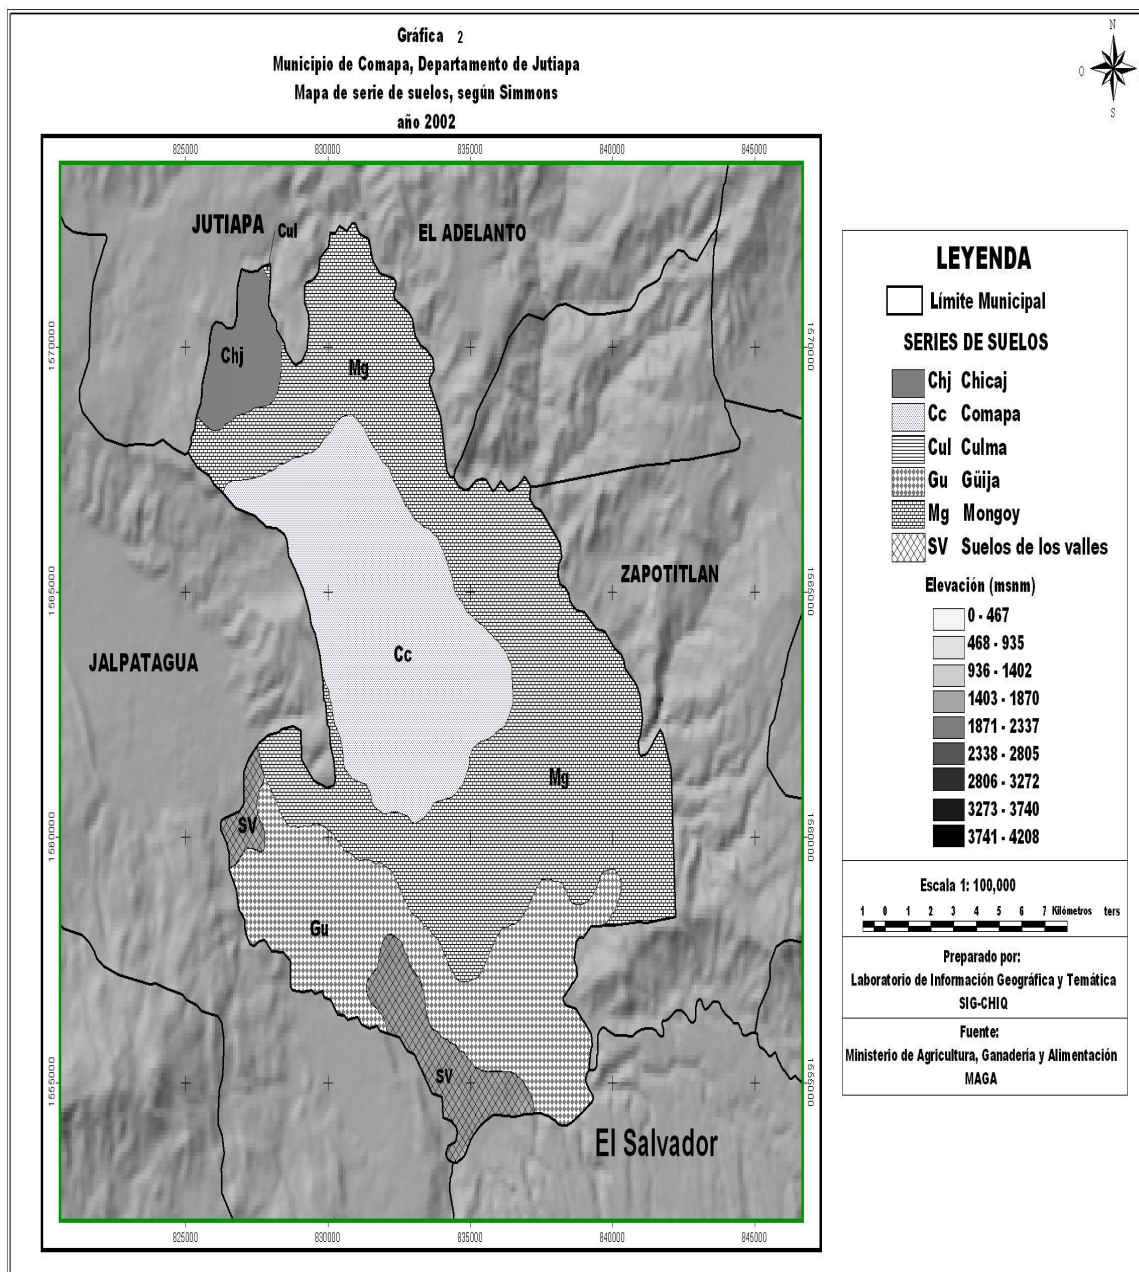 Gráfica 2
Municipio de Comapa, Departamento de Jutiapa
Mapa de serie de suelos, según Simmons
año 2002
N
O
S
825000 830000 835000 840000 845000
JUTIAPA
Cul
EL ADELANTO
1570000
Chj
Mg
1570000
1565000
ZAPOTITLAN
1565000
JALPATAGUA
Cc
Mg
1560000
SV
1560000
Gu
1555000
SV
1555000
El Salvador
825000 830000 835000 840000 845000
LEYENDA
Límite Municipal
SERIES DE SUELOS
Chj Chicaj
Cc Comapa
Cul Culma
Gu Güija
Mg Mongoy
SV Suelos de los valles
Elevación (msnm)
0 - 467
468 - 935
936 - 1402
1403 - 1870
1871 - 2337
2338 - 2805
2806 - 3272
3273 - 3740
3741 - 4208
Escala 1: 100,000
1 0 1 2 3 4 5 6 7 Kilómetros ters
Preparado por:
Laboratorio de Información Geográfica y Temática
SIG-CHIQ
Fuente:
Ministerio de Agricultura, Ganadería y Alimentación
MAGA